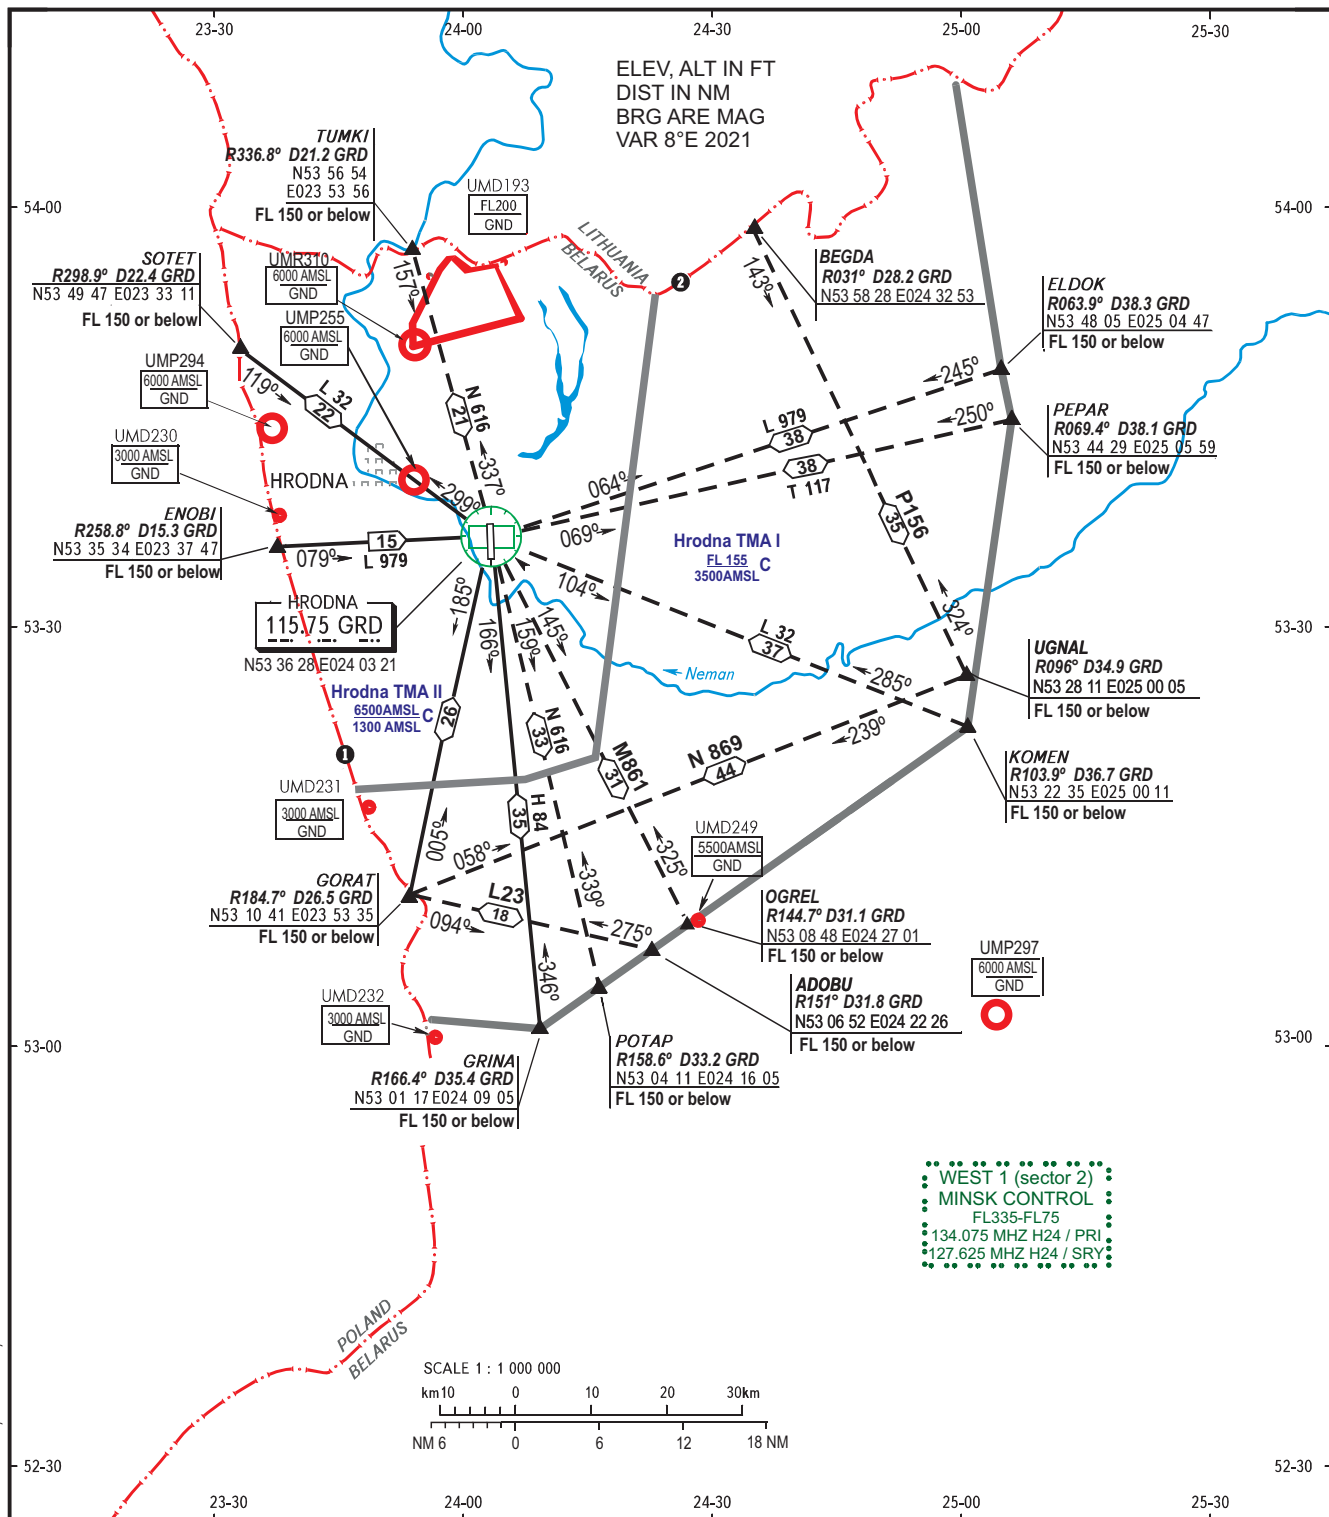 23-30
24-00
24-30
25-00
25-30
ELEV, ALT IN FT
DIST IN NM
BRG ARE MAG
VAR 8°E 2021
TUMKI
R336.8° D21.2 GRD
N53 56 54
E023 53 56
FL 150 or below
UMD193
FL200
GND
54-00
54-00
LITHUANIA
BELARUS
2
SOTET
R298.9° D22.4 GRD
N53 49 47 E023 33 11
FL 150 or below
UMR310
6000 AMSL
GND
157°
UMP255
6000 AMSL
GND
143°
BEGDA
R031° D28.2 GRD
N53 58 28 E024 32 53
ELDOK
R063.9° D38.3 GRD
N53 48 05 E025 04 47
FL 150 or below
UMP294
6000 AMSL
GND
119°
L 32
22
N 616
21
245°
L 979
38
250°
PEPAR
R069.4° D38.1 GRD
N53 44 29 E025 05 59
FL 150 or below
UMD230
3000 AMSL
GND
HRODNA
299°
337°
064°
38
T 117
P156
35
ENOBI
R258.8° D15.3 GRD
N53 35 34 E023 37 47
FL 150 or below
079°
15
L 979
069°
Hrodna TMA I
FL 155
3500AMSL
C
HRODNA
115.75 GRD
N53 36 28 E024 03 21
185°
166°
159°
145°
104°
L 32
37
324°
53-30
53-30
Neman
285°
UGNAL
R096° D34.9 GRD
N53 28 11 E025 00 05
FL 150 or below
Hrodna TMA II
6500AMSL
1300 AMSL
C
26
N 616
33
M861
31
N 869
44
239°
1
KOMEN
R103.9° D36.7 GRD
N53 22 35 E025 00 11
FL 150 or below
UMD231
3000 AMSL
GND
H 84
35
005°
058°
325°
UMD249
5500AMSL
GND
GORAT
R184.7° D26.5 GRD
N53 10 41 E023 53 35
FL 150 or below
094°
L23
18
339°
275°
OGREL
R144.7° D31.1 GRD
N53 08 48 E024 27 01
FL 150 or below
UMP297
6000 AMSL
GND
346°
UMD232
3000 AMSL
GND
ADOBU
R151° D31.8 GRD
N53 06 52 E024 22 26
FL 150 or below
53-00
53-00
GRINA
R166.4° D35.4 GRD
N53 01 17 E024 09 05
FL 150 or below
POTAP
R158.6° D33.2 GRD
N53 04 11 E024 16 05
FL 150 or below
WEST 1 (sector 2)
MINSK CONTROL
FL335-FL75
134.075 MHZ H24 / PRI
127.625 MHZ H24 / SRY
POLAND
BELARUS
SCALE 1 : 1 000 000
km10 0 10 20 30km
NM 6 0 6 12 18 NM
52-30
52-30
23-30
24-00
24-30
25-00
25-30